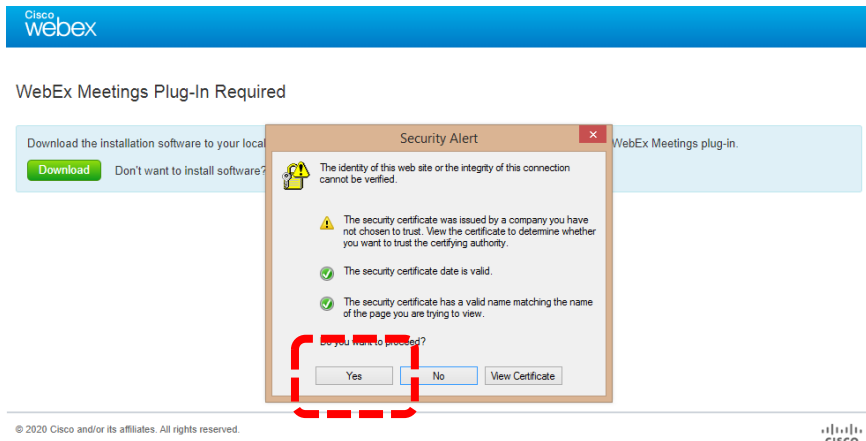 Cisco
webex
WebEx Meetings Plug-In Required
Download the installation software to your local
WebEx Meetings plug-in.
Download
Don't want to install software?
Security Alert
The identity of this web site or the integrity of this connection
cannot be verified.
The security certificate was issued by a company you have
not chosen to trust. View the certificate to determine whether
you want to trust the certifying authority.
The security certificate date is valid.
The security certificate has a valid name matching the name
of the page you are trying to view.
Do you want to proceed?
Yes
No
View Certificate
© 2020 Cisco and/or its affiliates. All rights reserved.
CISCO